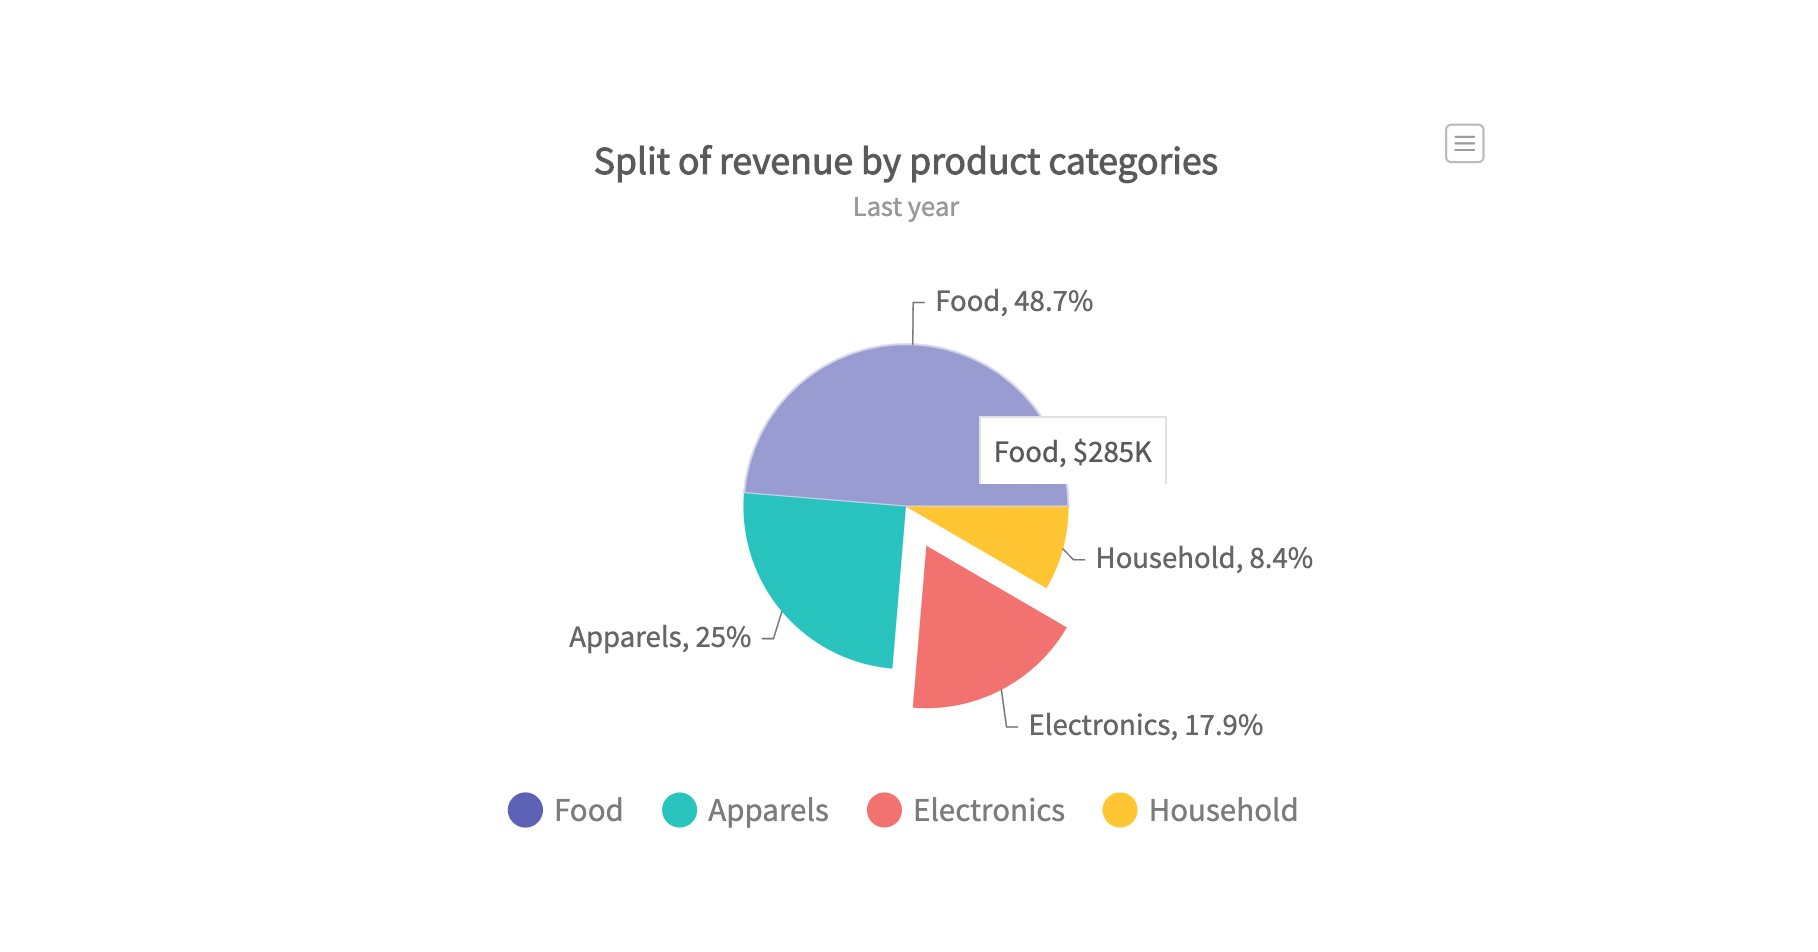 Split of revenue by product categories
Last year
Food, 48.7%
Food, $285K
Household, 8.4%
Apparels, 25%
Electronics, 17.9%
Food
Apparels
Electronics
Household